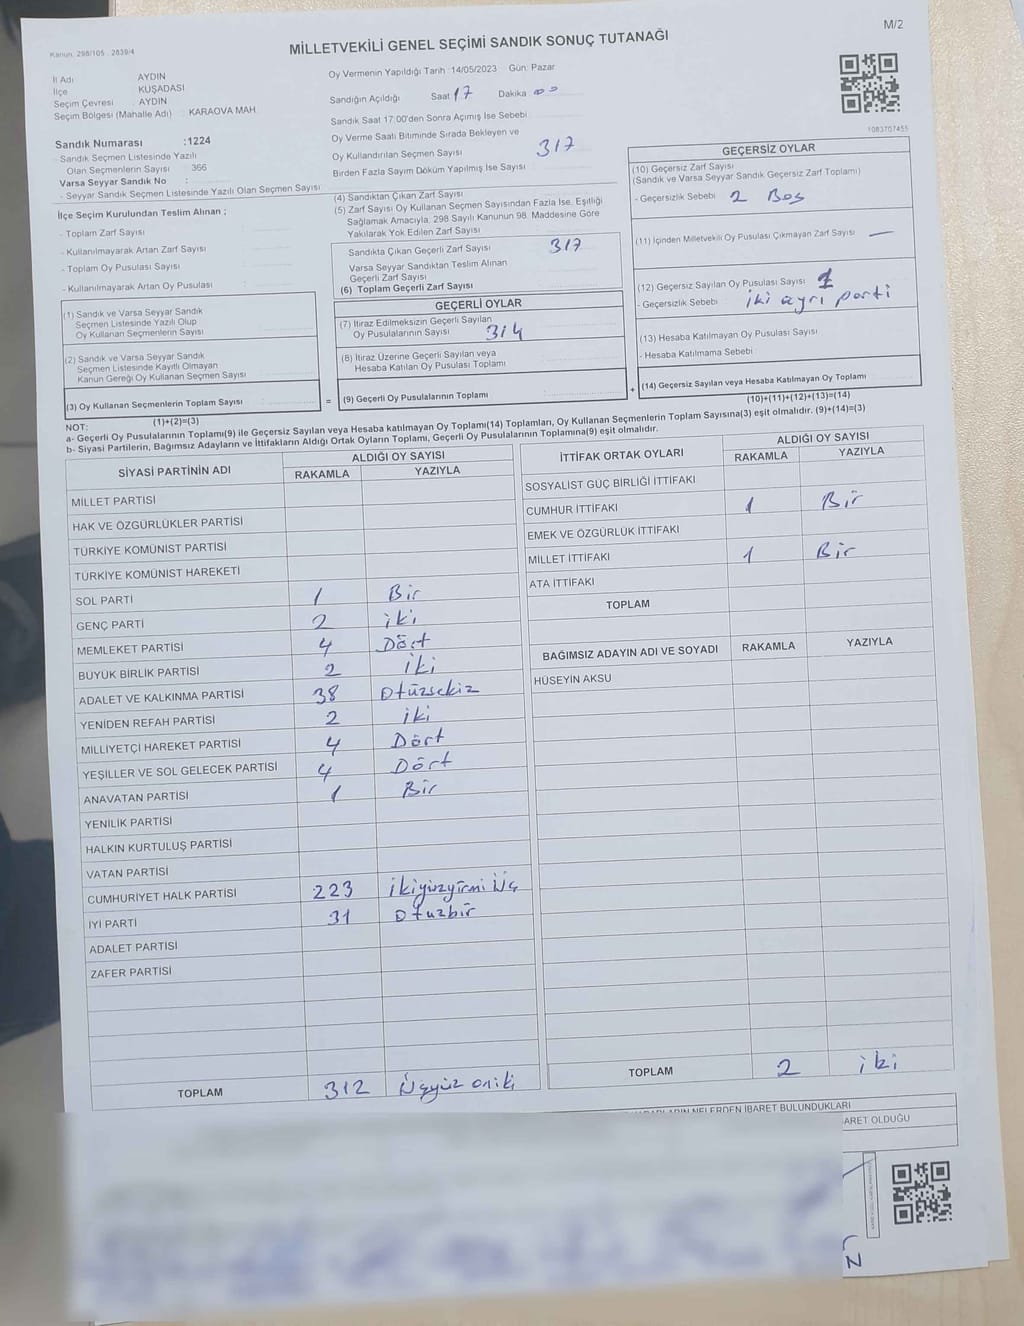 M/2
Kanun: 298/105 - 2839/4
MİLLETVEKİLİ GENEL SEÇİMİ SANDIK SONUÇ TUTANAĞI
İl Adı AYDIN
İlçe KUŞADASI
Seçim Çevresi AYDIN
Seçim Bölgesi (Mahalle Adı) : KARAOVA MAH
Sandık Numarası :1224
- Sandık Seçmen Listesinde Yazılı
Olan Seçmenlerin Sayısı 366
Varsa Seyyar Sandık No :
- Seyyar Sandık Seçmen Listesinde Yazılı Olan Seçmen Sayısı
Oy Vermenin Yapıldığı Tarih :14/05/2023 Gün: Pazar
Sandığın Açıldığı Saat 17 Dakika 00
Sandık Saat 17:00'den Sonra Açımış İse Sebebi
Oy Verme Saati Bitiminde Sırada Bekleyen ve
Oy Kullandırılan Seçmen Sayısı 317
Birden Fazla Sayım Döküm Yapılmış İse Sayısı
1083707455
İlçe Seçim Kurulundan Teslim Alınan ;
- Toplam Zarf Sayısı :
- Kullanılmayarak Artan Zarf Sayısı :
- Toplam Oy Pusulası Sayısı :
- Kullanılmayarak Artan Oy Pusulası :
(1) Sandık ve Varsa Seyyar Sandık
Seçmen Listesinde Yazılı Olup
Oy Kullanan Seçmenlerin Sayısı
(2) Sandık ve Varsa Seyyar Sandık
Seçmen Listesinde Kayıtlı Olmayan
Kanun Gereği Oy Kullanan Seçmen Sayısı
(3) Oy Kullanan Seçmenlerin Toplam Sayısı :
(1)+(2)=(3)
(4) Sandıktan Çıkan Zarf Sayısı
(5) Zarf Sayısı Oy Kullanan Seçmen Sayısından Fazla İse, Eşitliği
Sağlamak Amacıyla, 298 Sayılı Kanunun 98. Maddesine Göre
Yakılarak Yok Edilen Zarf Sayısı
Sandıkta Çıkan Geçerli Zarf Sayısı 317
Varsa Seyyar Sandıktan Teslim Alınan
Geçerli Zarf Sayısı
(6) Toplam Geçerli Zarf Sayısı
GEÇERLİ OYLAR
(7) İtiraz Edilmeksizin Geçerli Sayılan
Oy Pusulalarının Sayısı 314
(8) İtiraz Üzerine Geçerli Sayılan veya
Hesaba Katılan Oy Pusulası Toplamı
= (9) Geçerli Oy Pusulalarının Toplamı
GEÇERSİZ OYLAR
(10) Geçersiz Zarf Sayısı
(Sandık ve Varsa Seyyar Sandık Geçersiz Zarf Toplamı)
- Geçersizlik Sebebi 2 Boş
(11) İçinden Milletvekili Oy Pusulası Çıkmayan Zarf Sayısı —
(12) Geçersiz Sayılan Oy Pusulası Sayısı 1
- Geçersizlik Sebebi iki ayrı parti
(13) Hesaba Katılmayan Oy Pusulası Sayısı
- Hesaba Katılmama Sebebi
+ (14) Geçersiz Sayılan veya Hesaba Katılmayan Oy Toplamı
(10)+(11)+(12)+(13)=(14)
NOT:
a- Geçerli Oy Pusulalarının Toplamı(9) ile Geçersiz Sayılan veya Hesaba katılmayan Oy Toplamı(14) Toplamları, Oy Kullanan Seçmenlerin Toplam Sayısına(3) eşit olmalıdır. (9)+(14)=(3)
b- Siyasi Partilerin, Bağımsız Adayların ve İttifakların Aldığı Ortak Oyların Toplamı, Geçerli Oy Pusulalarının Toplamına(9) eşit olmalıdır.
SİYASİ PARTİNİN ADI ALDIĞI OY SAYISI
RAKAMLA YAZIYLA
MİLLET PARTİSİ
HAK VE ÖZGÜRLÜKLER PARTİSİ
TÜRKİYE KOMÜNİST PARTİSİ
TÜRKİYE KOMÜNİST HAREKETİ
SOL PARTİ 1 Bir
GENÇ PARTİ 2 iki
MEMLEKET PARTİSİ 4 Dört
BÜYÜK BİRLİK PARTİSİ 2 iki
ADALET VE KALKINMA PARTİSİ 38 Otuzsekiz
YENİDEN REFAH PARTİSİ 2 iki
MİLLİYETÇİ HAREKET PARTİSİ 4 Dört
YEŞİLLER VE SOL GELECEK PARTİSİ 4 Dört
ANAVATAN PARTİSİ 1 Bir
YENİLİK PARTİSİ
HALKIN KURTULUŞ PARTİSİ
VATAN PARTİSİ
CUMHURİYET HALK PARTİSİ 223 ikiyüzyirmi üç
İYİ PARTİ 31 Otuzbir
ADALET PARTİSİ
ZAFER PARTİSİ
TOPLAM 312 Üçyüz oniki
İTTİFAK ORTAK OYLARI ALDIĞI OY SAYISI
RAKAMLA YAZIYLA
SOSYALİST GÜÇ BİRLİĞİ İTTİFAKI
CUMHUR İTTİFAKI 1 Bir
EMEK VE ÖZGÜRLÜK İTTİFAKI
MİLLET İTTİFAKI 1 Bir
ATA İTTİFAKI
TOPLAM
BAĞIMSIZ ADAYIN ADI VE SOYADI RAKAMLA YAZIYLA
HÜSEYİN AKSU
TOPLAM 2 iki
NELERDEN İBARET BULUNDUKLARI
OLDUĞU